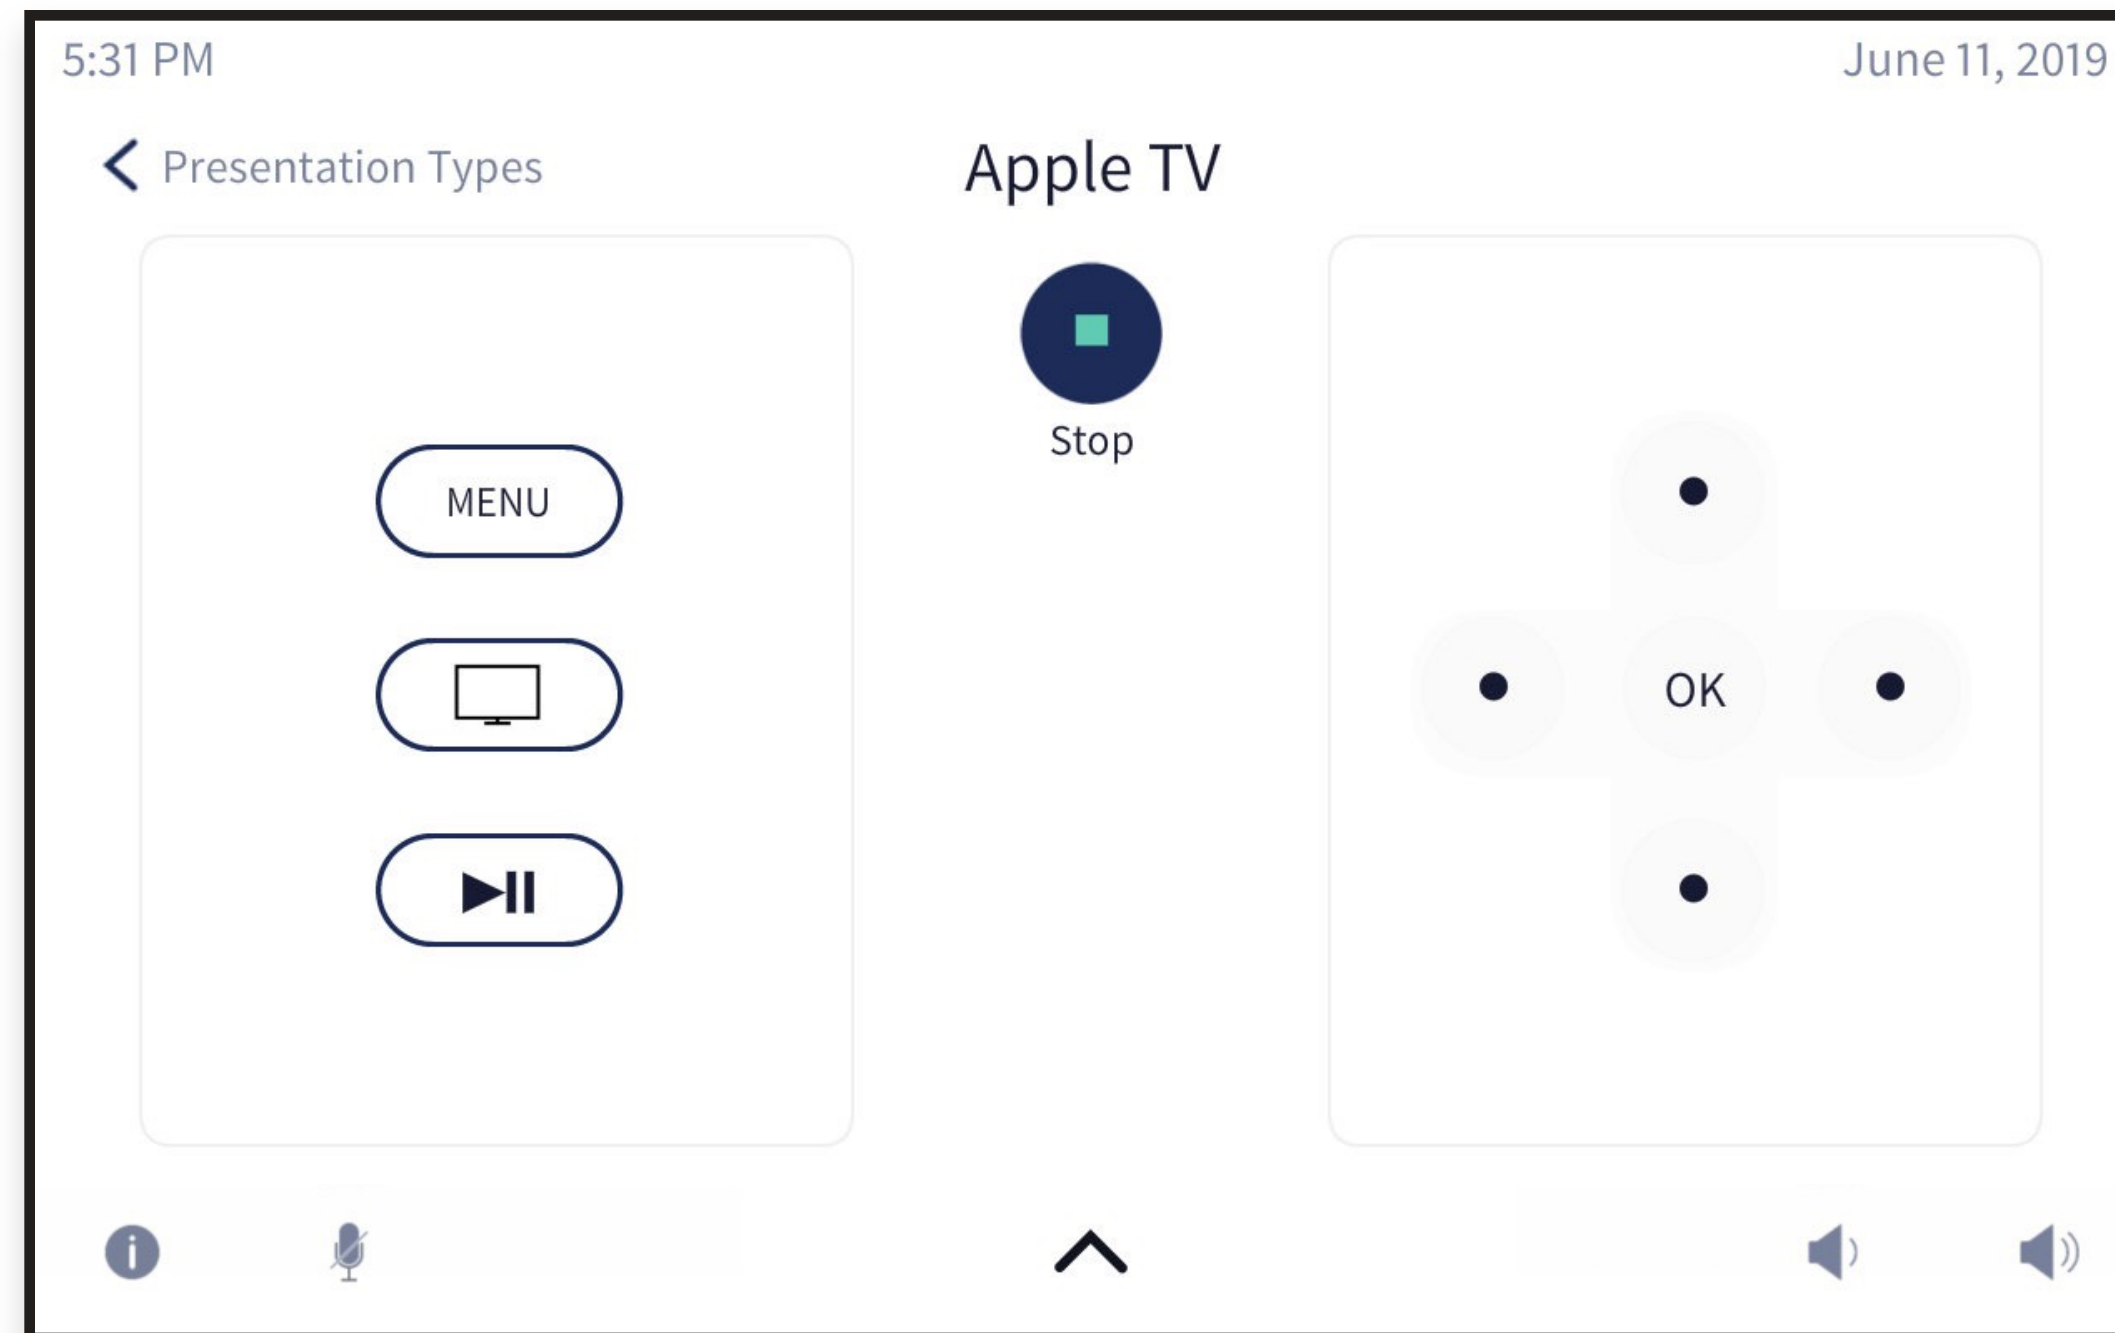 5:31 PM
June 11, 2019
Presentation Types
Apple TV
Stop
MENU
OK